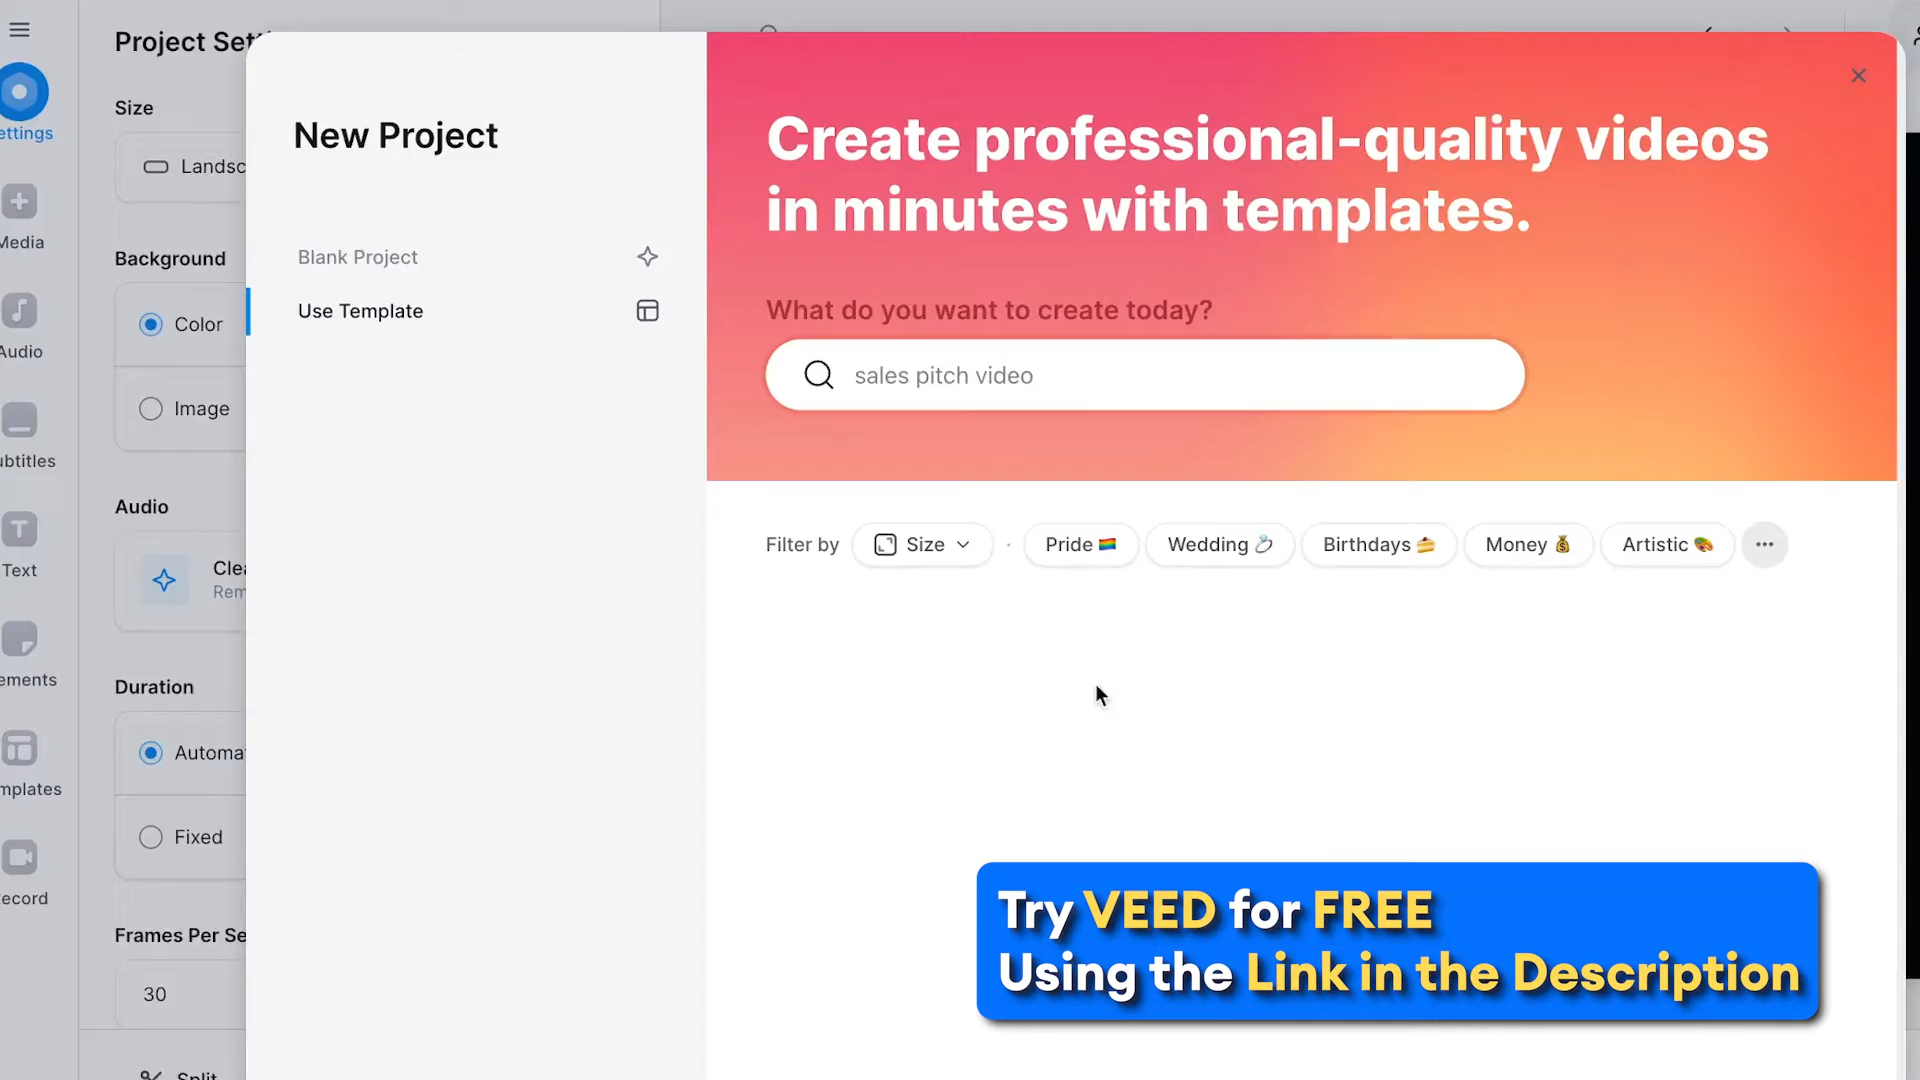 Project Set
Size
Landsc
Background
Color
Image
Audio
Clea
Rem
Duration
Automa
Fixed
Frames Per Se
30
Split
ettings
Media
Audio
ubtitles
Text
ements
mplates
ecord
New Project
Blank Project
Use Template
Create professional-quality videos
in minutes with templates.
What do you want to create today?
sales pitch video
Filter by
Size
Pride 🏳️‍🌈
Wedding 💍
Birthdays 🍰
Money 💰
Artistic 🎨
Try VEED for FREE
Using the Link in the Description